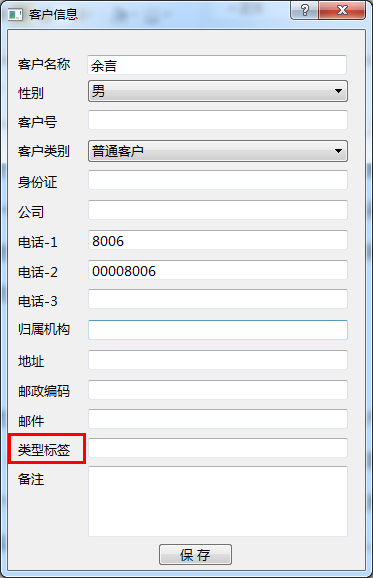 客户信息
客户名称 余言
性别 男
客户号
客户类别 普通客户
身份证
公司
电话-1 8006
电话-2 00008006
电话-3
归属机构
地址
邮政编码
邮件
类型标签
备注
保 存